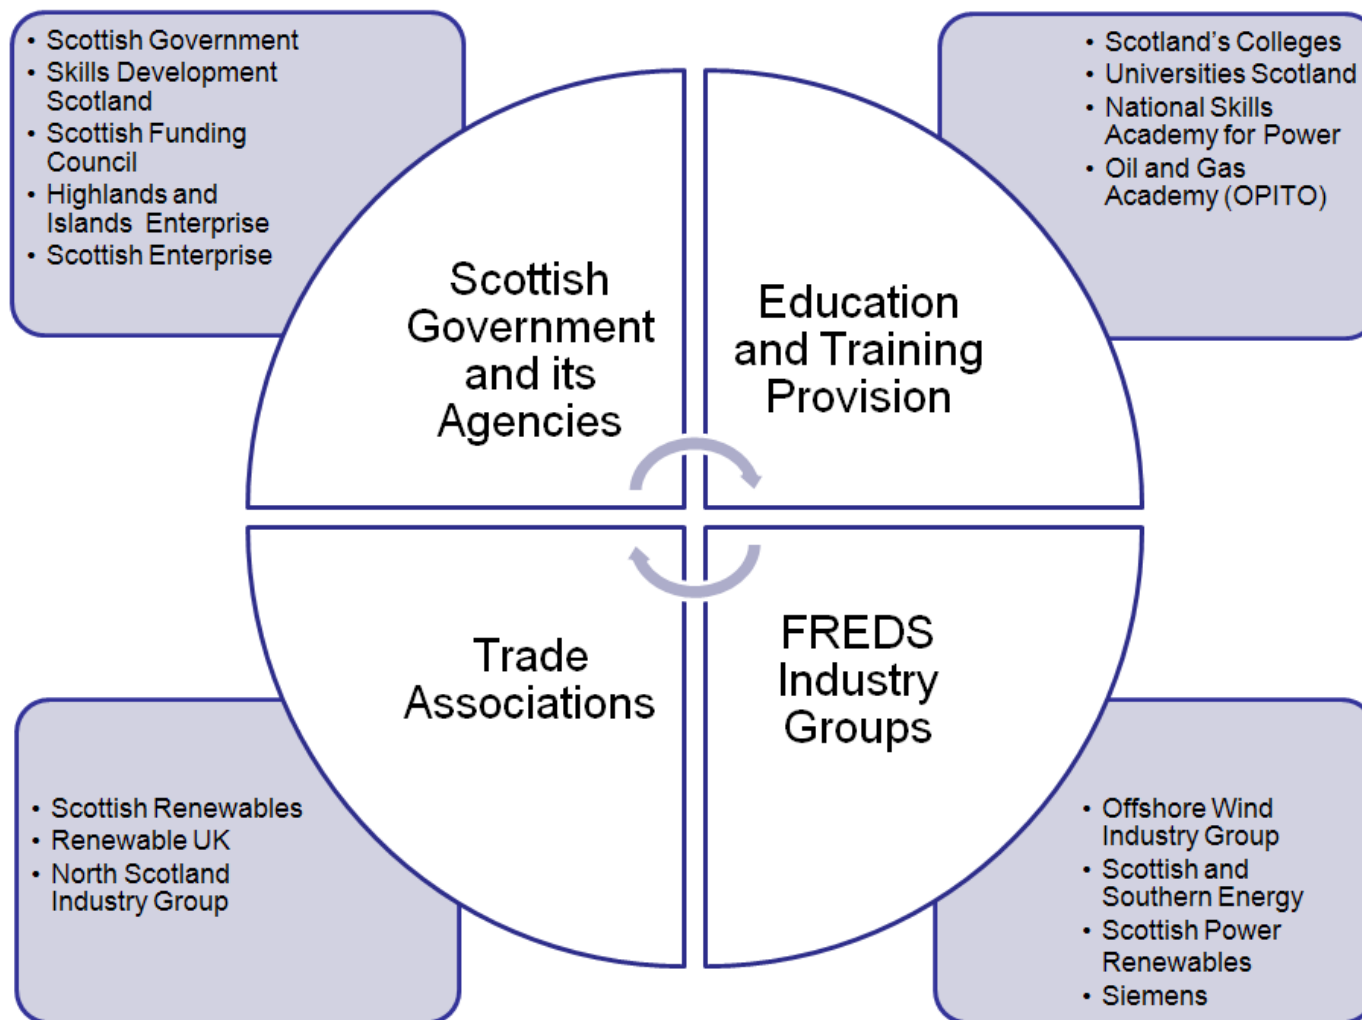 • Scottish Government
• Skills Development
Scotland
• Scottish Funding
Council
• Highlands and
Islands Enterprise
• Scottish Enterprise
• Scotland's Colleges
• Universities Scotland
• National Skills
Academy for Power
• Oil and Gas
Academy (OPITO)
Scottish
Government
and its
Agencies
Education
and Training
Provision
Trade
Associations
FREDS
Industry
Groups
• Scottish Renewables
• Renewable UK
• North Scotland
Industry Group
• Offshore Wind
Industry Group
• Scottish and
Southern Energy
• Scottish Power
Renewables
• Siemens